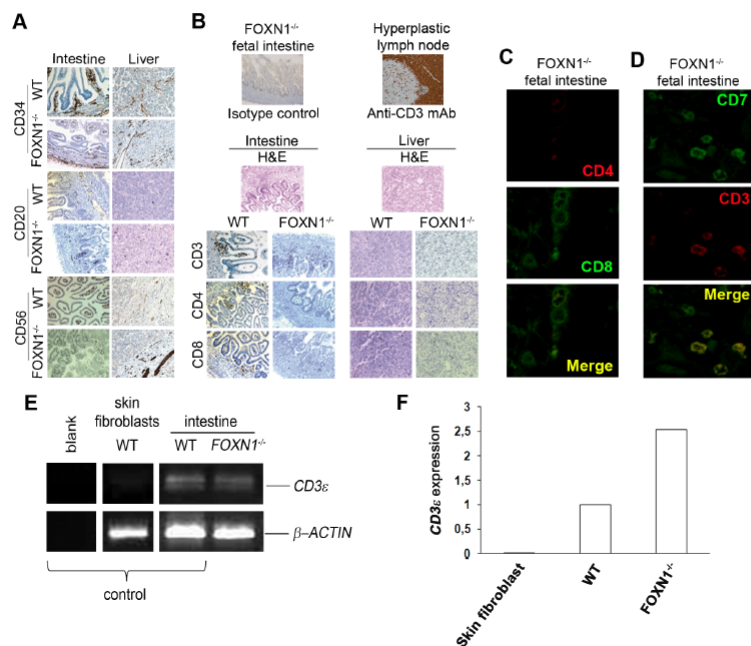 A
Intestine Liver
CD34
WT
FOXN1-/-
CD20
WT
FOXN1-/-
CD56
WT
FOXN1-/-
B
FOXN1-/-
fetal intestine
Isotype control
Hyperplastic
lymph node
Anti-CD3 mAb
Intestine
H&E
Liver
H&E
WT FOXN1-/- WT FOXN1-/-
CD3
CD4
CD8
C
FOXN1-/-
fetal intestine
CD4
CD8
Merge
D
FOXN1-/-
fetal intestine
CD7
CD3
Merge
E
blank
skin
fibroblasts
WT
intestine
WT FOXN1-/-
CD3ε
β–ACTIN
control
F
CD3ε expression
3
2,5
2
1,5
1
0,5
0
Skin fibroblast
WT
FOXN1-/-